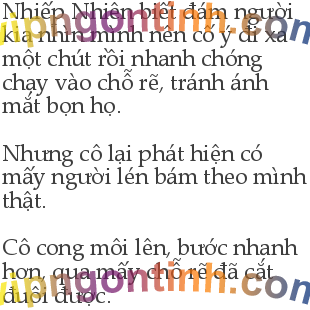 Nhiếp Nhiên biết đám người
kia nhìn mình nên cố ý đi xa
một chút rồi nhanh chóng
chạy vào chỗ rẽ, tránh ánh
mắt bọn họ.
Nhưng cô lại phát hiện có
mấy người lén bám theo mình
thật.
Cô cong môi lên, bước nhanh
hơn, qua mấy chỗ rẽ đã cắt
đuôi được.
vipngontinh.com
vipngontinh.com